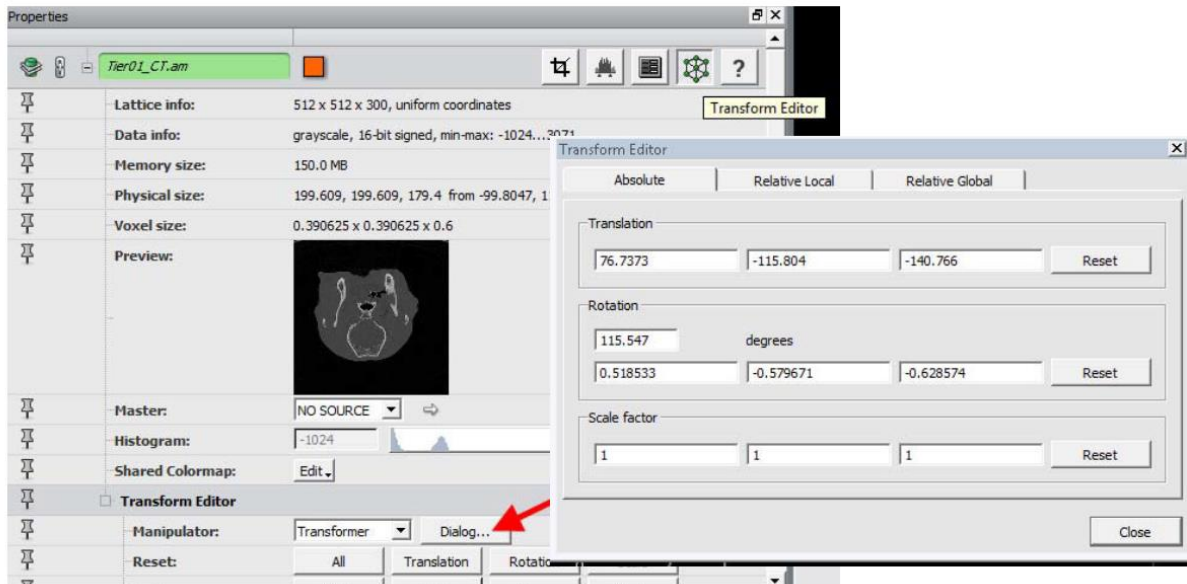 Properties
Tier01_CT.am
?
Transform Editor
Lattice info: 512 x 512 x 300, uniform coordinates
Data info: grayscale, 16-bit signed, min-max: -1024...3071
Memory size: 150.0 MB
Physical size: 199.609, 199.609, 179.4 from -99.8047, 1
Voxel size: 0.390625 x 0.390625 x 0.6
Preview:
Master: NO SOURCE
Histogram: -1024
Shared Colormap: Edit
Transform Editor
Manipulator: Transformer Dialog...
Reset: All Translation Rotatio
Transform Editor
Absolute Relative Local Relative Global
Translation
76.7373 -115.804 -140.766 Reset
Rotation
115.547 degrees
0.518533 -0.579671 -0.628574 Reset
Scale factor
1 1 1 Reset
Close